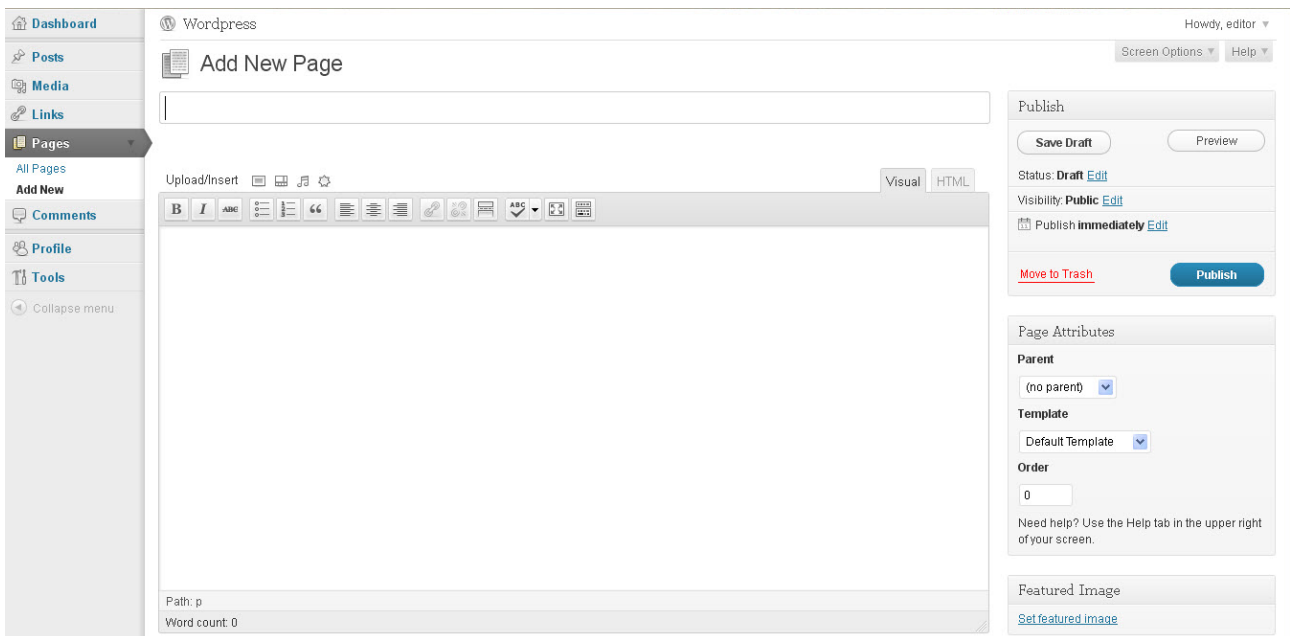 Dashboard
Posts
Media
Links
Pages
All Pages
Add New
Comments
Profile
Tools
Collapse menu
Wordpress
Howdy, editor
Screen Options
Help
Add New Page
Upload/Insert
Visual
HTML
B I ABC ABC
Path: p
Word count: 0
Publish
Save Draft
Preview
Status: Draft Edit
Visibility: Public Edit
Publish immediately Edit
Move to Trash
Publish
Page Attributes
Parent
(no parent)
Template
Default Template
Order
0
Need help? Use the Help tab in the upper right
of your screen.
Featured Image
Set featured image